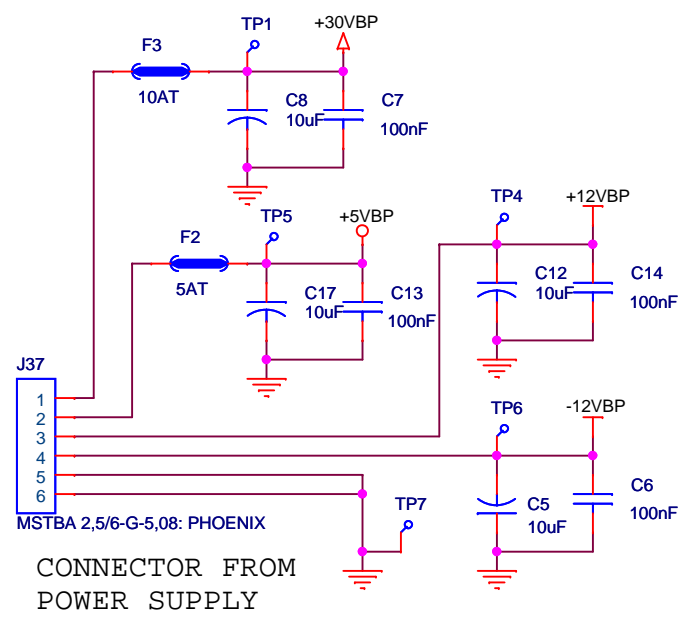 TP1
+30VBP
F3
10AT
C8
10uF
C7
100nF
TP5
+5VBP
F2
5AT
C17
10uF
C13
100nF
TP4
+12VBP
C12
10uF
C14
100nF
J37
1
2
3
4
5
6
MSTBA 2,5/6-G-5,08: PHOENIX
TP6
-12VBP
C5
10uF
C6
100nF
TP7
CONNECTOR FROM
POWER SUPPLY